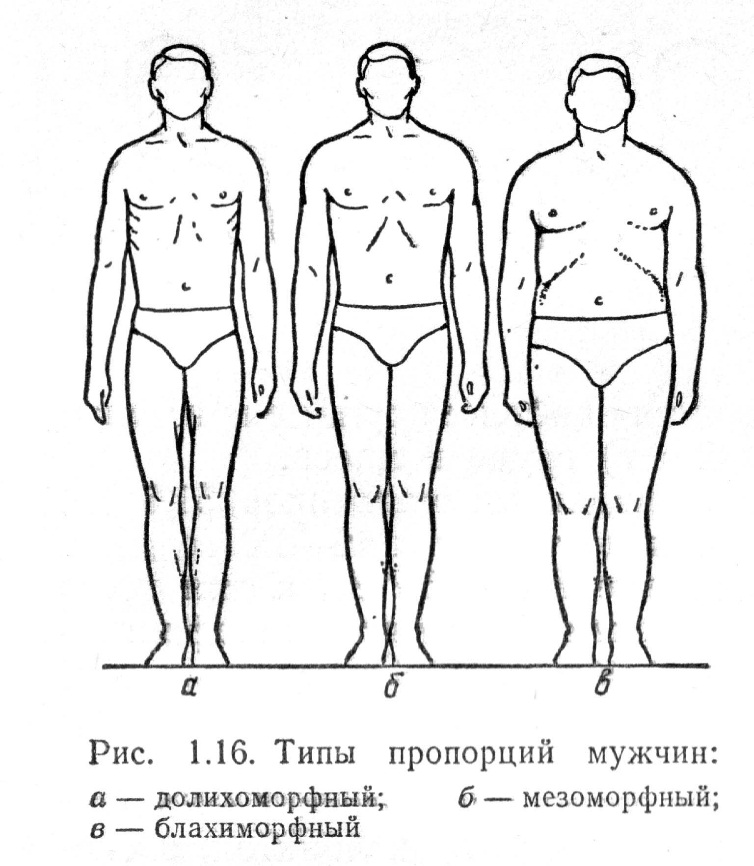 а б в
Рис. 1.16. Типы пропорций мужчин:
а — долихоморфный; б — мезоморфный;
в — блахиморфный